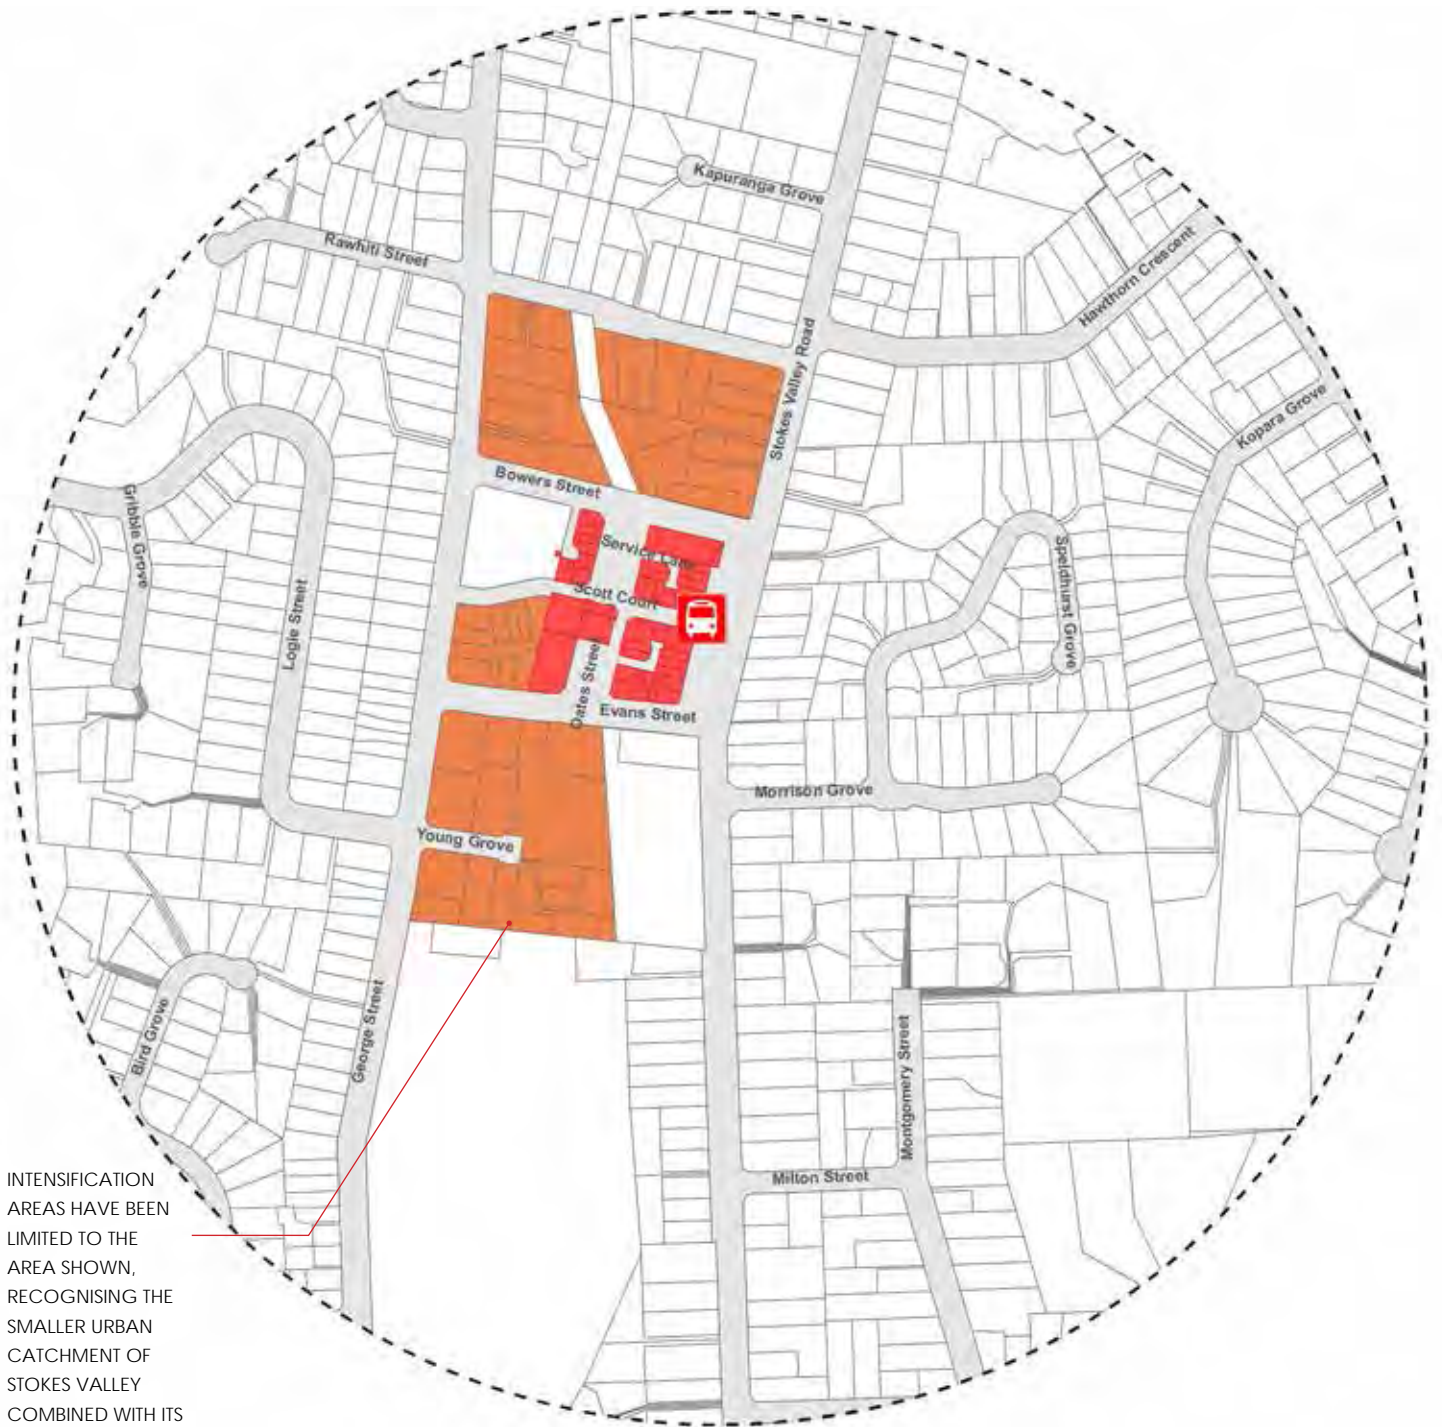 Kapuranga Grove
Rawhiti Street
Hawthorn Crescent
Stokes Valley Road
Kopara Grove
Bowers Street
Gribble Grove
Service Lane
Speldhurst Grove
Scott Court
Logie Street
Oates Street
Evans Street
Morrison Grove
Young Grove
George Street
Bird Grove
Montgomery Street
Milton Street
INTENSIFICATION
AREAS HAVE BEEN
LIMITED TO THE
AREA SHOWN,
RECOGNISING THE
SMALLER URBAN
CATCHMENT OF
STOKES VALLEY
COMBINED WITH ITS